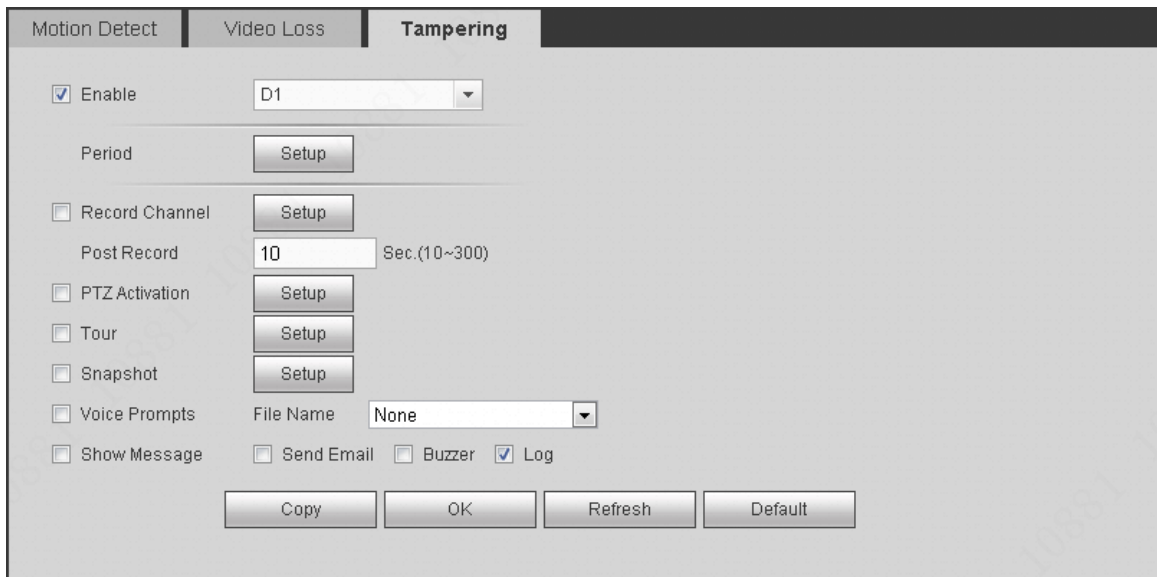 Motion Detect Video Loss Tampering
Enable D1
Period Setup
Record Channel Setup
Post Record 10 Sec.(10~300)
PTZ Activation Setup
Tour Setup
Snapshot Setup
Voice Prompts File Name None
Show Message Send Email Buzzer Log
Copy OK Refresh Default